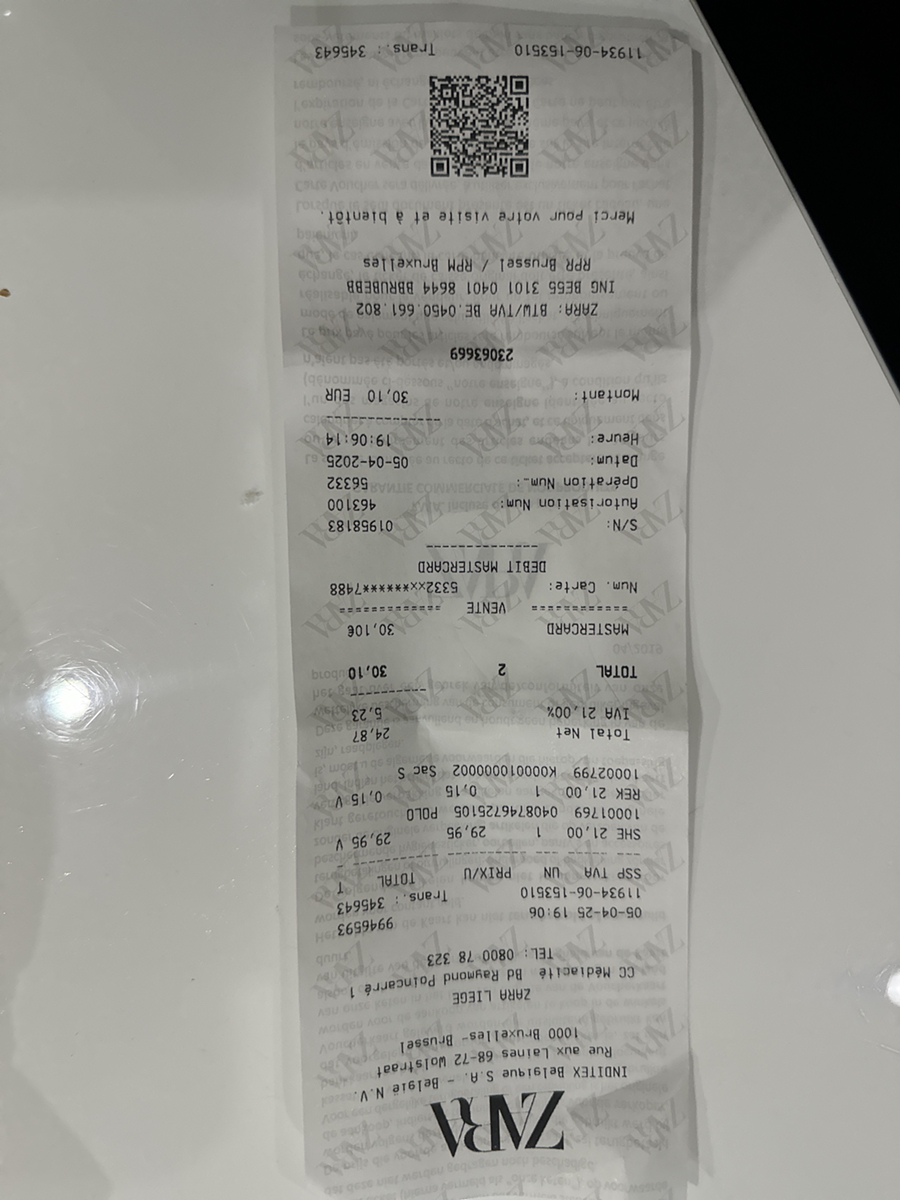 ZARA
INDITEX Belgique S.A. - België N.V.
Rue aux Laines 68-72 Wolstraat
1000 Bruxelles- Brussel
ZARA LIEGE
CC Médiacité Bd Raymond Poincarré 1
TEL: 0800 78 323
05-04-25 19:06 9946593
11934-06-153510 Trans.: 345643
SSP TVA UN PRIX/U TOTAL T
SHE 21,00 1 29,95 29,95 V
10001769 0408746725105 POLO
REK 21,00 1 0,15 0,15 V
10002799 K0000100000002 Sac S
Total Net 24,87
IVA 21,00% 5,23
TOTAL 2 30,10
MASTERCARD 30,10€
============ VENTE ============
Num. Carte: 5332xx*******7488
DEBIT MASTERCARD
S/N: 01958183
Autorisation Num: 463100
Opération Num.: 56332
Datum: 05-04-2025
Heure: 19:06:14
Montant: 30,10 EUR
23063669
ZARA: BTW/TVA BE.0450.661.802
ING BE55 3101 0401 8644 BBRUBEBB
RPR Brussel / RPM Bruxelles
Merci pour votre visite et à bientôt.
11934-06-153510 Trans.: 345643